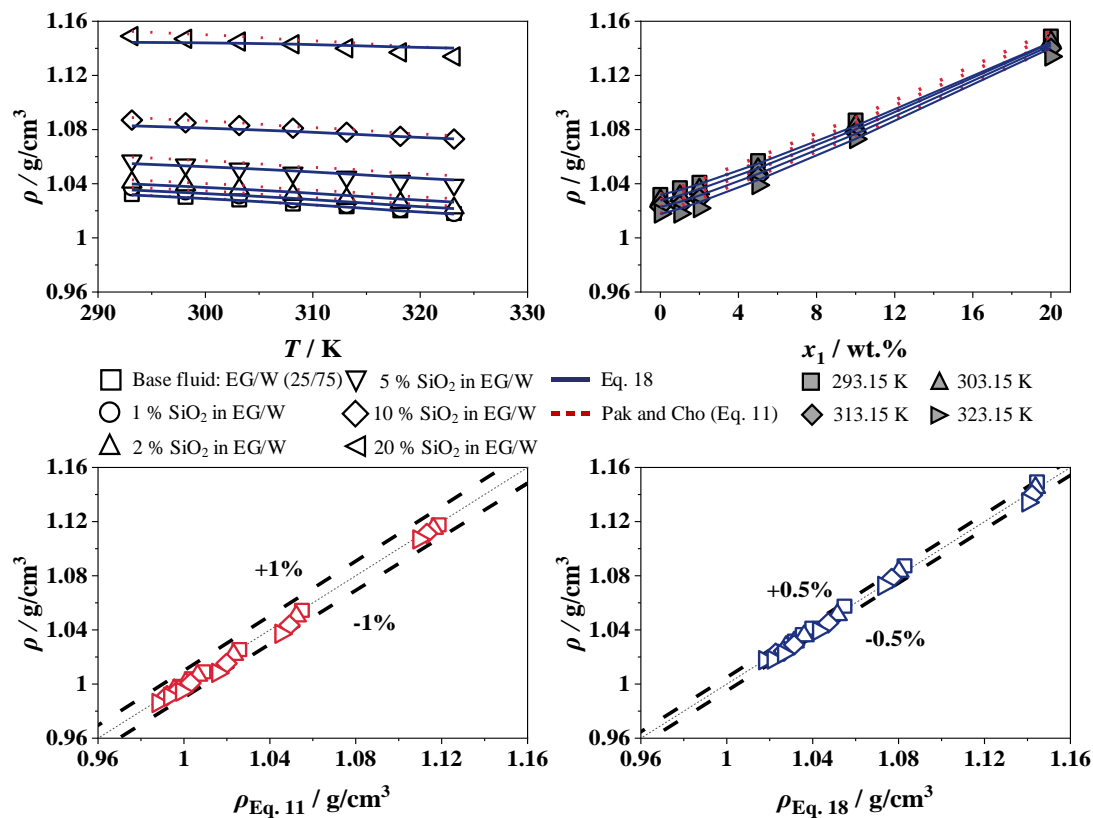 1.16
1.12
1.08
1.04
1
0.96
ρ / g/cm³
290
300
310
320
330
T / K
1.16
1.12
1.08
1.04
1
0.96
ρ / g/cm³
0
4
8
12
16
20
x₁ / wt.%
Base fluid: EG/W (25/75)
1 % SiO₂ in EG/W
2 % SiO₂ in EG/W
5 % SiO₂ in EG/W
10 % SiO₂ in EG/W
20 % SiO₂ in EG/W
Eq. 18
Pak and Cho (Eq. 11)
293.15 K
303.15 K
313.15 K
323.15 K
1.16
1.12
1.08
1.04
1
0.96
ρ / g/cm³
+1%
-1%
0.96
1
1.04
1.08
1.12
1.16
ρEq. 11 / g/cm³
1.16
1.12
1.08
1.04
1
0.96
ρ / g/cm³
+0.5%
-0.5%
0.96
1
1.04
1.08
1.12
1.16
ρEq. 18 / g/cm³